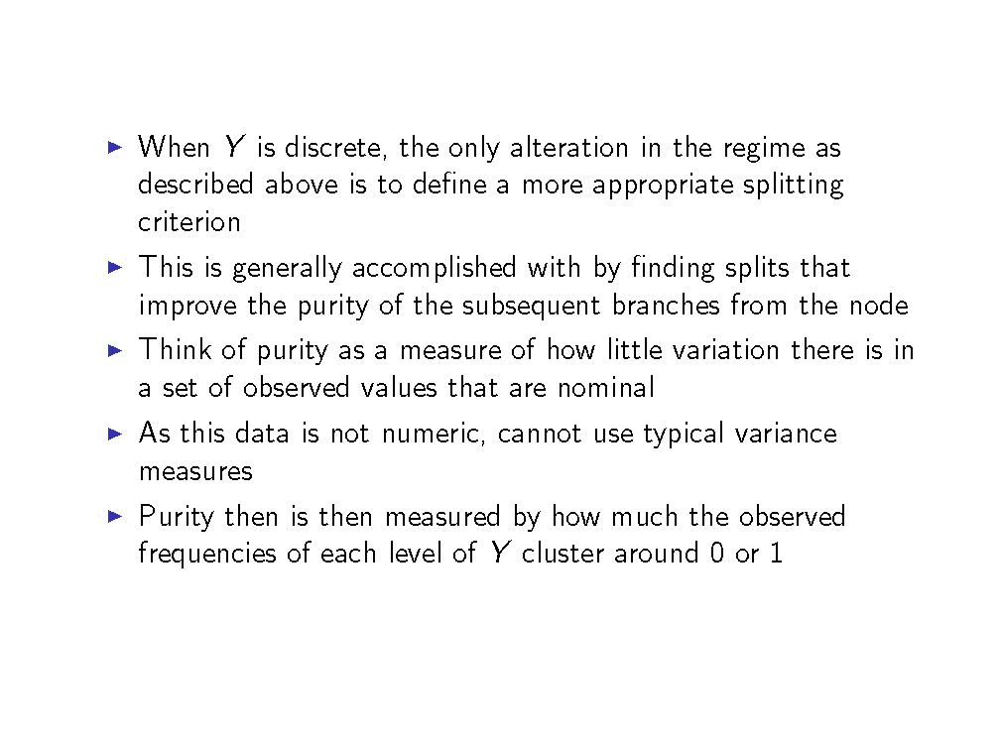 When Y is discrete, the only alteration in the regime as
described above is to define a more appropriate splitting
criterion
This is generally accomplished with by finding splits that
improve the purity of the subsequent branches from the node
Think of purity as a measure of how little variation there is in
a set of observed values that are nominal
As this data is not numeric, cannot use typical variance
measures
Purity then is then measured by how much the observed
frequencies of each level of Y cluster around 0 or 1